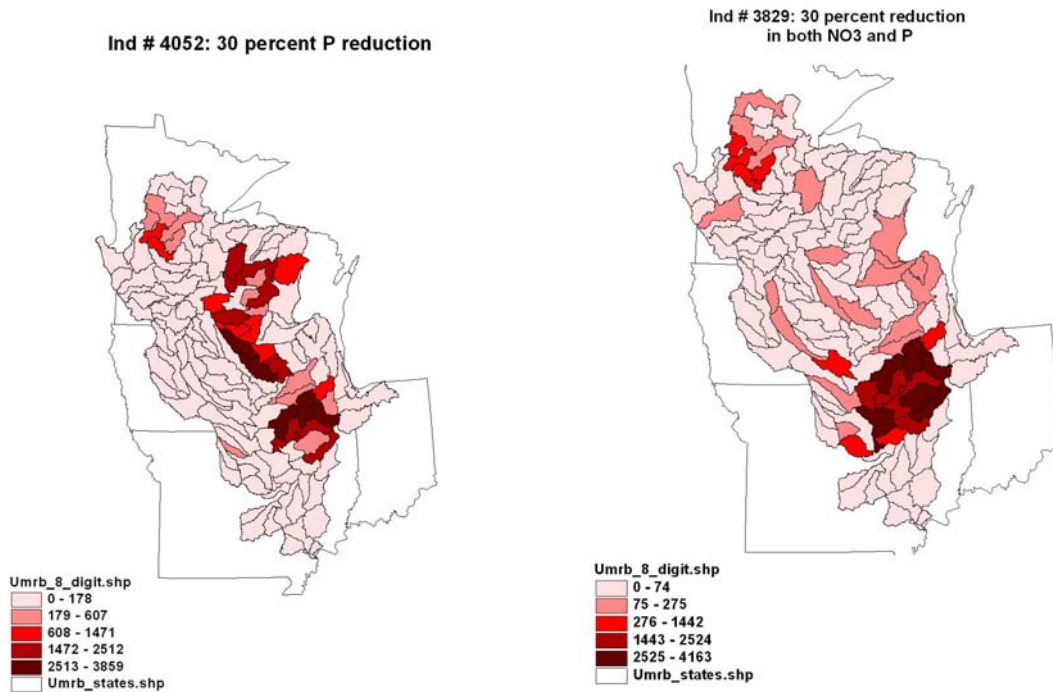 Ind # 4052: 30 percent P reduction
Umrb_8_digit.shp
0 - 178
179 - 607
608 - 1471
1472 - 2512
2513 - 3859
Umrb_states.shp
Ind # 3829: 30 percent reduction
in both NO3 and P
Umrb_8_digit.shp
0 - 74
75 - 275
276 - 1442
1443 - 2524
2525 - 4163
Umrb_states.shp